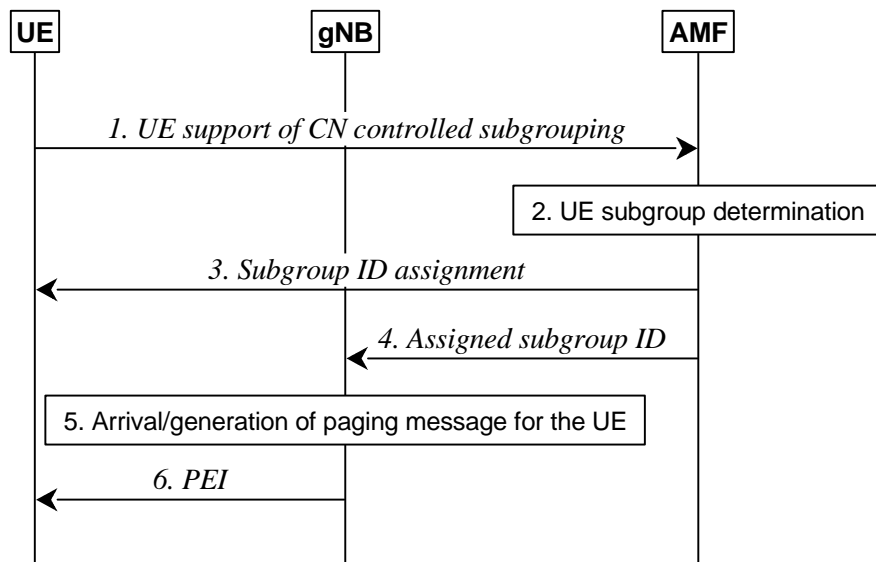 UE gNB AMF
1. UE support of CN controlled subgrouping
2. UE subgroup determination
3. Subgroup ID assignment
4. Assigned subgroup ID
5. Arrival/generation of paging message for the UE
6. PEI